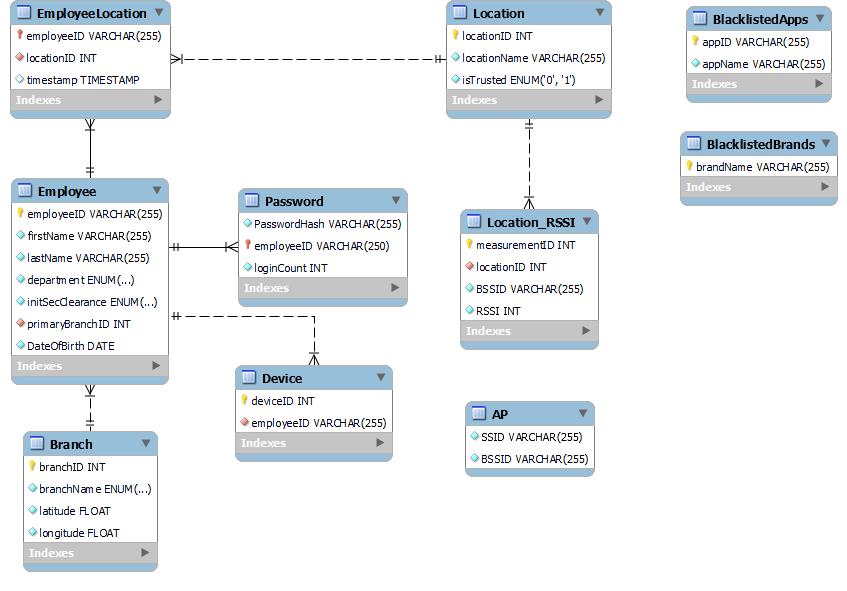 EmployeeLocation
employeeID VARCHAR(255)
locationID INT
timestamp TIMESTAMP
Indexes
Location
locationID INT
locationName VARCHAR(255)
isTrusted ENUM('0', '1')
Indexes
BlacklistedApps
appID VARCHAR(255)
appName VARCHAR(255)
Indexes
BlacklistedBrands
brandName VARCHAR(255)
Indexes
Employee
employeeID VARCHAR(255)
firstName VARCHAR(255)
lastName VARCHAR(255)
department ENUM(...)
initSecClearance ENUM(...)
primaryBranchID INT
DateOfBirth DATE
Indexes
Password
PasswordHash VARCHAR(255)
employeeID VARCHAR(250)
loginCount INT
Indexes
Location_RSSI
measurementID INT
locationID INT
BSSID VARCHAR(255)
RSSI INT
Indexes
Device
deviceID INT
employeeID VARCHAR(255)
Indexes
AP
SSID VARCHAR(255)
BSSID VARCHAR(255)
Branch
branchID INT
branchName ENUM(...)
latitude FLOAT
longitude FLOAT
Indexes